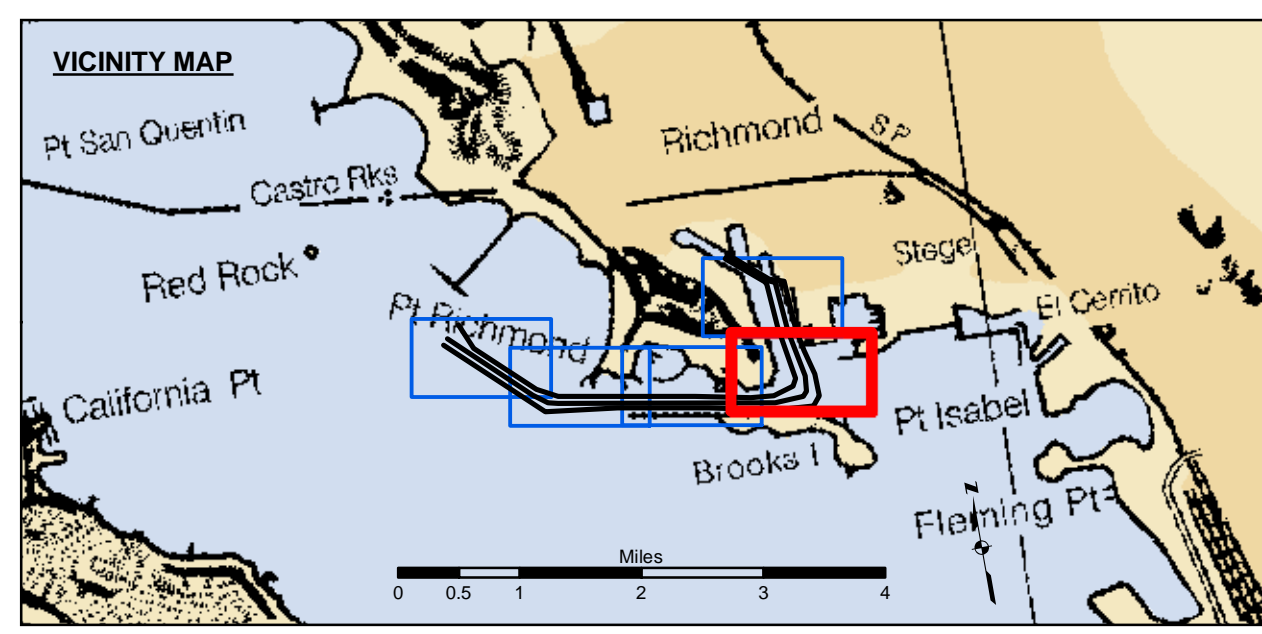 VICINITY MAP
Pt San Quentin
Richmond
S P
Castro Rks
Stege
Red Rock
El Cerrito
Pt Richmond
California Pt
Pt Isabel
Brooks I
Fleming Pt
N
Miles
0 0.5 1 2 3 4